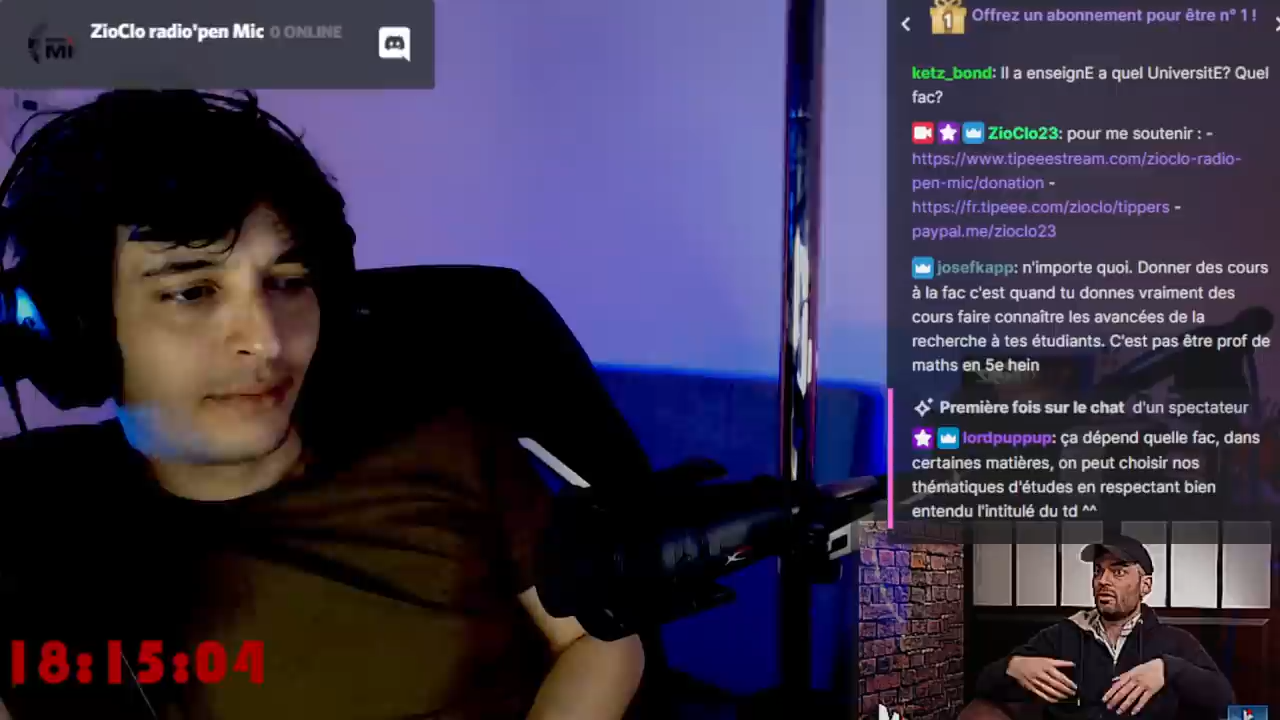 ZioClo radio'pen Mic 0 ONLINE
MI
1
Offrez un abonnement pour être n° 1 !
ketz_bond: Il a enseignE a quel UniversitE? Quel
fac?
ZioClo23: pour me soutenir : -
https://www.tipeeestream.com/zioclo-radio-
pen-mic/donation -
https://fr.tipeee.com/zioclo/tippers -
paypal.me/zioclo23
josefkapp: n'importe quoi. Donner des cours
à la fac c'est quand tu donnes vraiment des
cours faire connaître les avancées de la
recherche à tes étudiants. C'est pas être prof de
maths en 5e hein
Première fois sur le chat d'un spectateur
lordpuppup: ça dépend quelle fac, dans
certaines matières, on peut choisir nos
thématiques d'études en respectant bien
entendu l'intitulé du td ^^
18:15:04